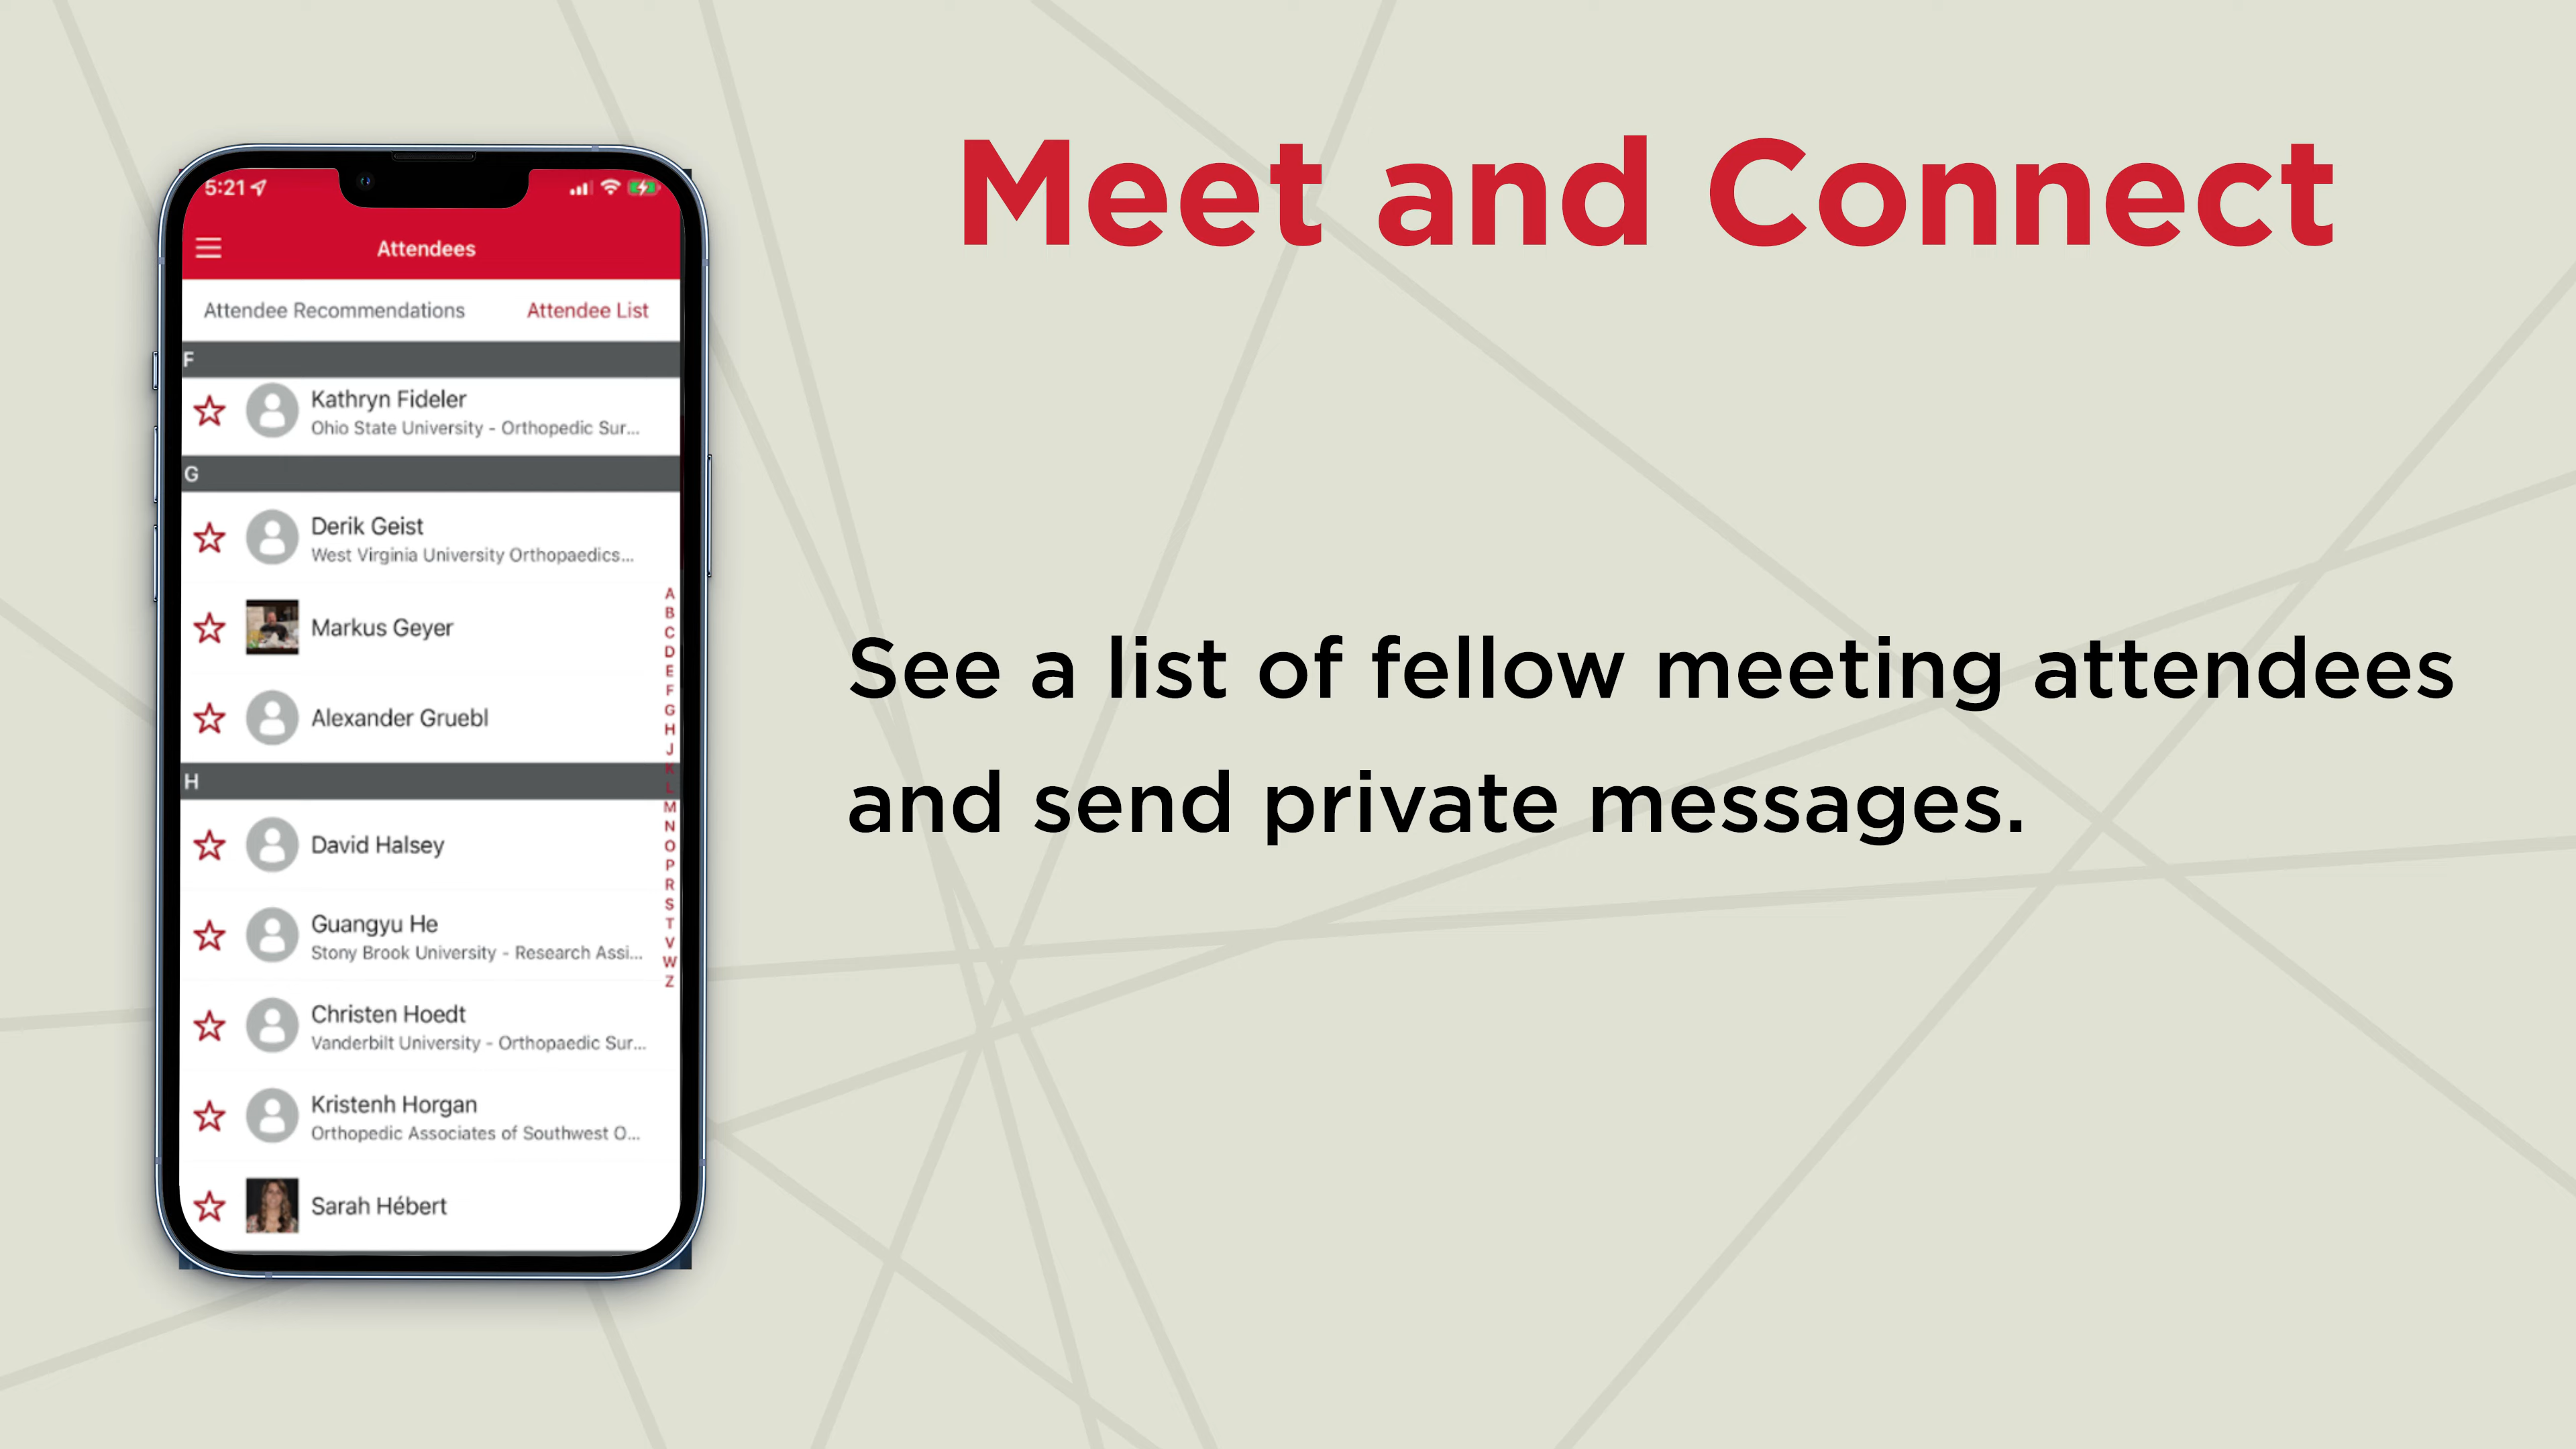 Meet and Connect
See a list of fellow meeting attendees
and send private messages.
5:21
Attendees
Attendee Recommendations
Attendee List
F
Kathryn Fideler
Ohio State University - Orthopedic Sur...
G
Derik Geist
West Virginia University Orthopaedics...
Markus Geyer
Alexander Gruebl
H
David Halsey
Guangyu He
Stony Brook University - Research Assi...
Christen Hoedt
Vanderbilt University - Orthopaedic Sur...
Kristenh Horgan
Orthopedic Associates of Southwest O...
Sarah Hébert
A
B
C
D
E
F
G
H
J
K
L
M
N
O
P
R
S
T
V
W
Z